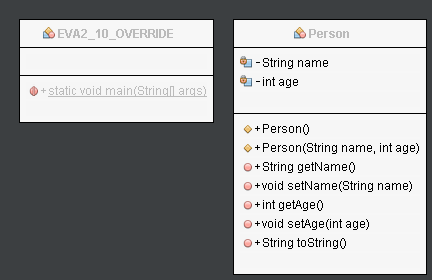 EVA2_10_OVERRIDE
+ static void main(String[] args)
Person
- String name
- int age
+ Person()
+ Person(String name, int age)
+ String getName()
+ void setName(String name)
+ int getAge()
+ void setAge(int age)
+ String toString()